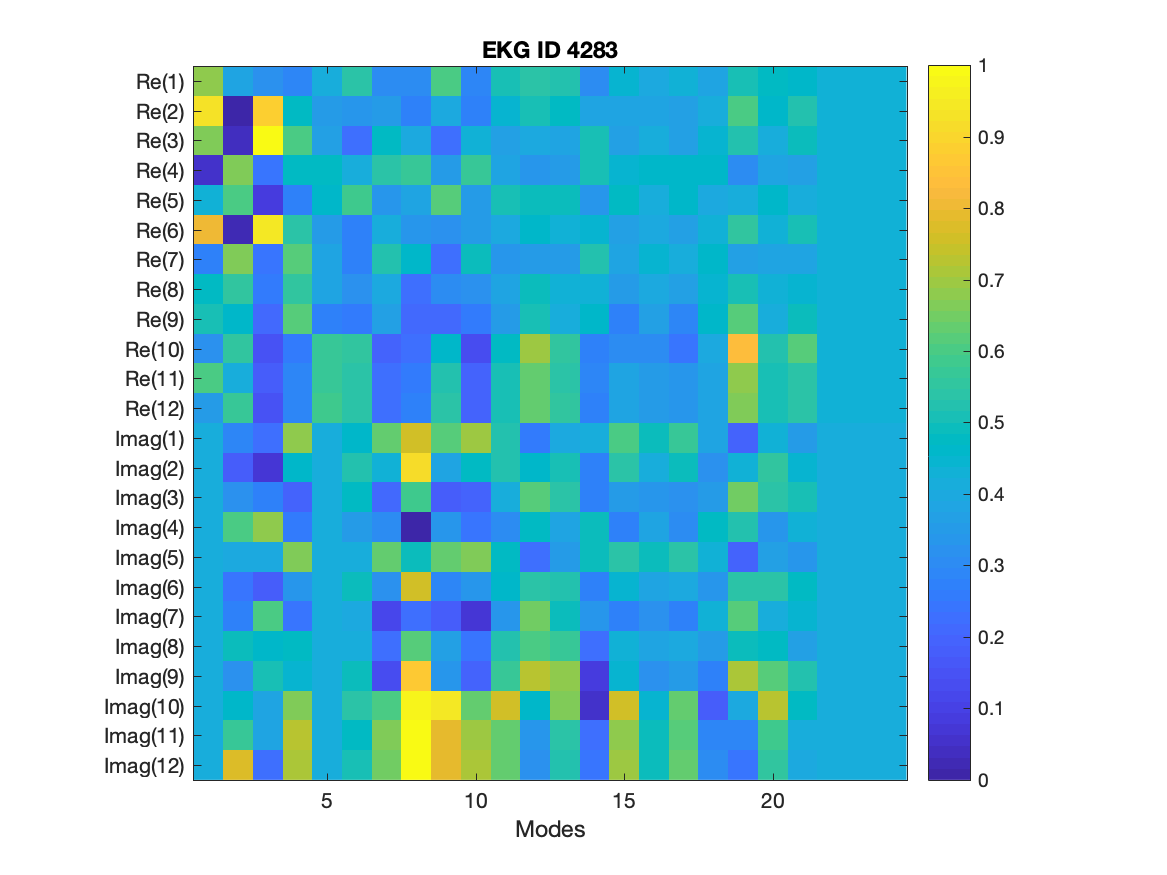 EKG ID 4283
Re(1)
Re(2)
Re(3)
Re(4)
Re(5)
Re(6)
Re(7)
Re(8)
Re(9)
Re(10)
Re(11)
Re(12)
Imag(1)
Imag(2)
Imag(3)
Imag(4)
Imag(5)
Imag(6)
Imag(7)
Imag(8)
Imag(9)
Imag(10)
Imag(11)
Imag(12)
5 10 15 20
Modes
1
0.9
0.8
0.7
0.6
0.5
0.4
0.3
0.2
0.1
0